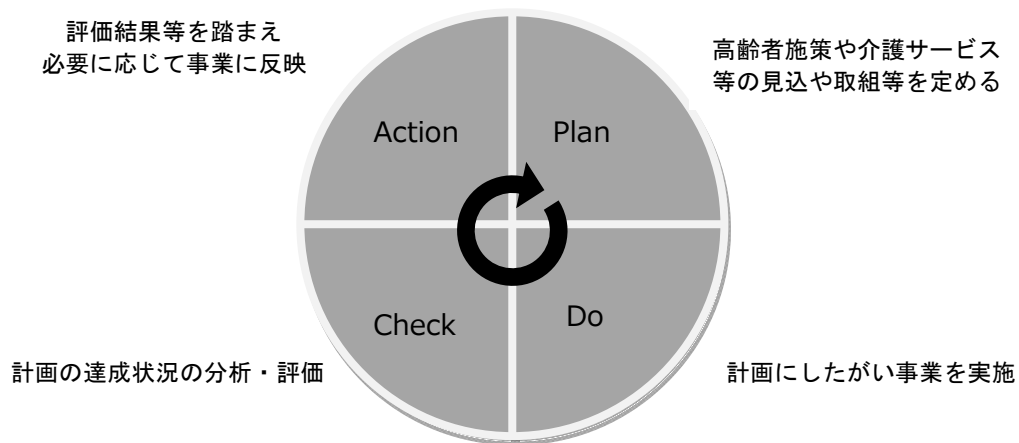 評価結果等を踏まえ
必要に応じて事業に反映
高齢者施策や介護サービス
等の見込や取組等を定める
Action
Plan
Check
Do
計画の達成状況の分析・評価
計画にしたがい事業を実施